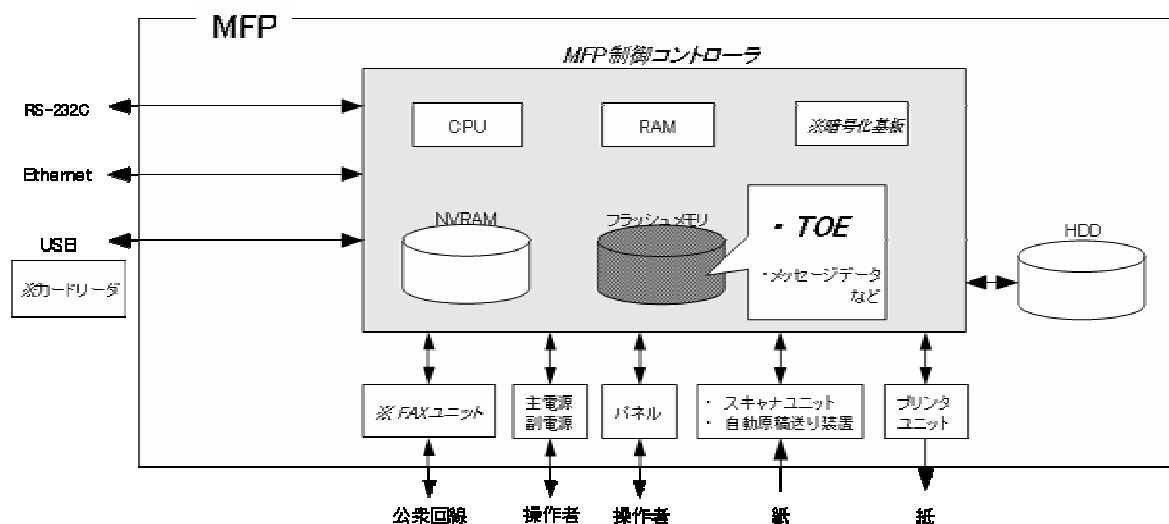 MFP
MFP制御コントローラ
RS-232C
CPU
RAM
※暗号化基板
Ethernet
NVRAM
フラッシュメモリ
・TOE
・メッセージデータ
など
HDD
USB
※カードリーダ
※FAXユニット
主電源
副電源
パネル
・ スキャナユニット
・ 自動原稿送り装置
プリンタ
ユニット
公衆回線
操作者
操作者
紙
紙